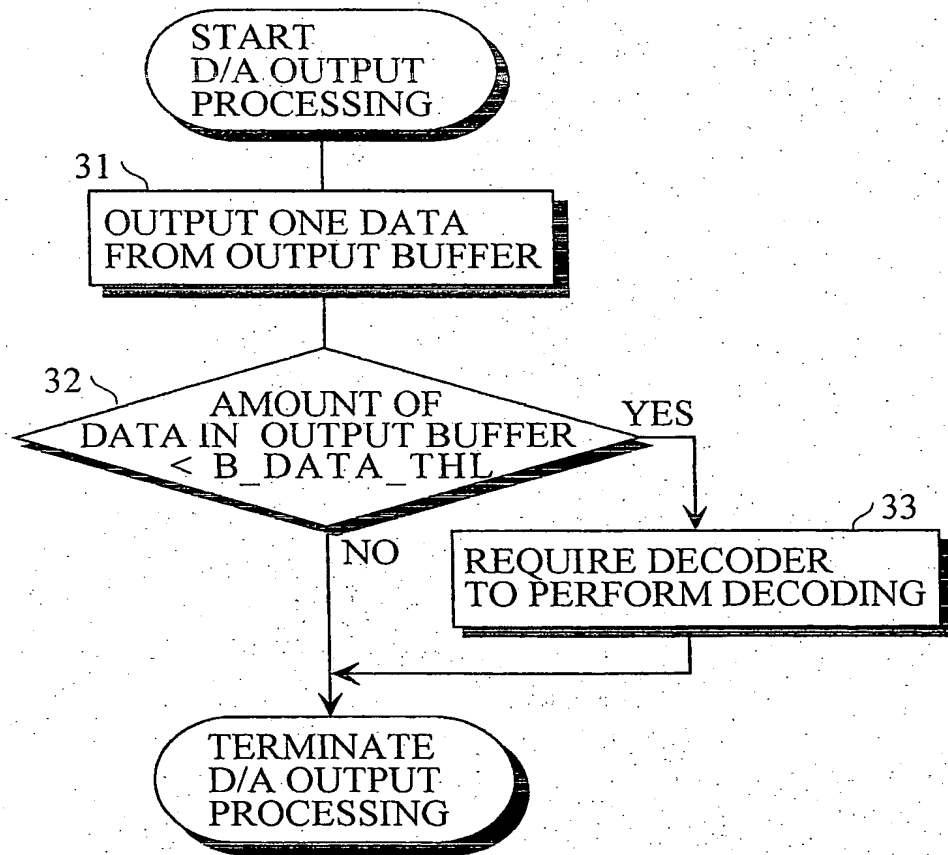 START
D/A OUTPUT
PROCESSING
31
OUTPUT ONE DATA
FROM OUTPUT BUFFER
32
AMOUNT OF
DATA IN OUTPUT BUFFER
< B_DATA_THL
YES
NO
33
REQUIRE DECODER
TO PERFORM DECODING
TERMINATE
D/A OUTPUT
PROCESSING